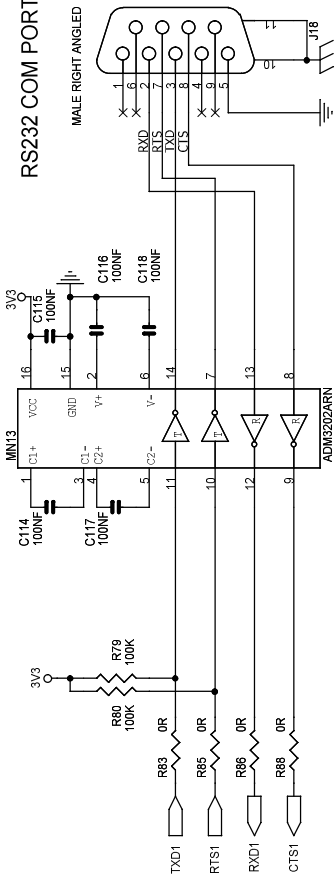 RS232 COM PORT
MALE RIGHT ANGLED
J18
11
10
1
6
2
7
3
8
4
9
5
RXD
RTS
TXD
CTS
3V3
C115
100NF
C116
100NF
C118
100NF
16
15
2
6
14
7
13
8
MN13
VCC
GND
V+
V-
C1+
C1-
C2+
C2-
T
T
R
R
ADM3202ARN
1
3
4
5
11
10
12
9
C114
100NF
C117
100NF
3V3
R79
100K
R80
100K
R83
0R
R85
0R
R86
0R
R88
0R
TXD1
RTS1
RXD1
CTS1